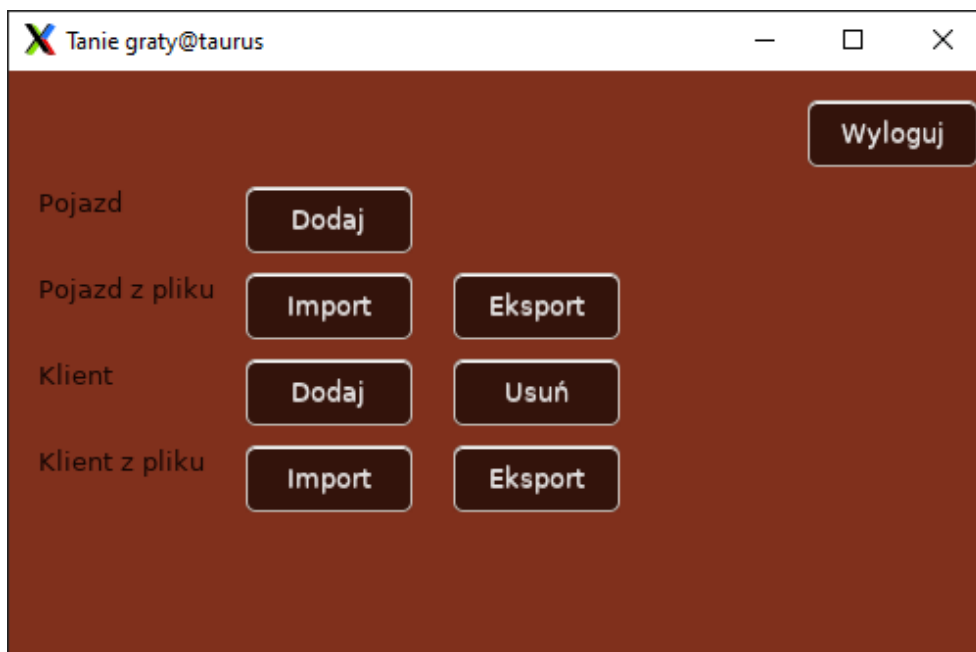 Tanie graty@taurus
Wyloguj
Pojazd Dodaj
Pojazd z pliku Import Eksport
Klient Dodaj Usuń
Klient z pliku Import Eksport